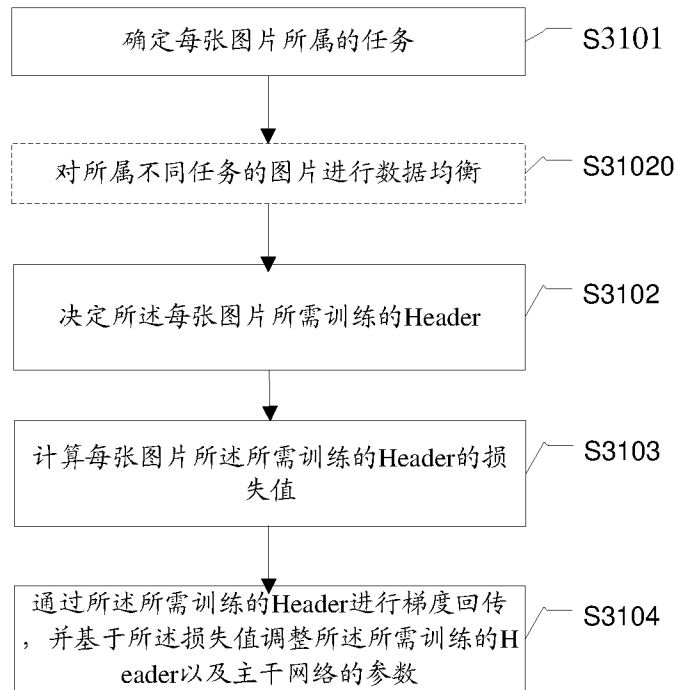 确定每张图片所属的任务
S3101
对所属不同任务的图片进行数据均衡
S31020
决定所述每张图片所需训练的Header
S3102
计算每张图片所述所需训练的Header的损
失值
S3103
通过所述所需训练的Header进行梯度回传
，并基于所述损失值调整所述所需训练的H
eader以及主干网络的参数
S3104